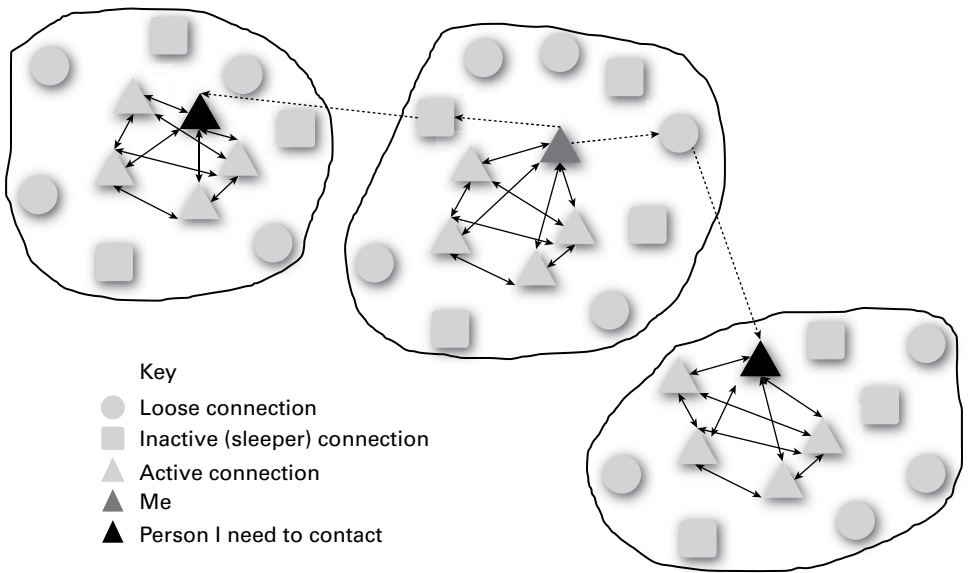 Key
Loose connection
Inactive (sleeper) connection
Active connection
Me
Person I need to contact